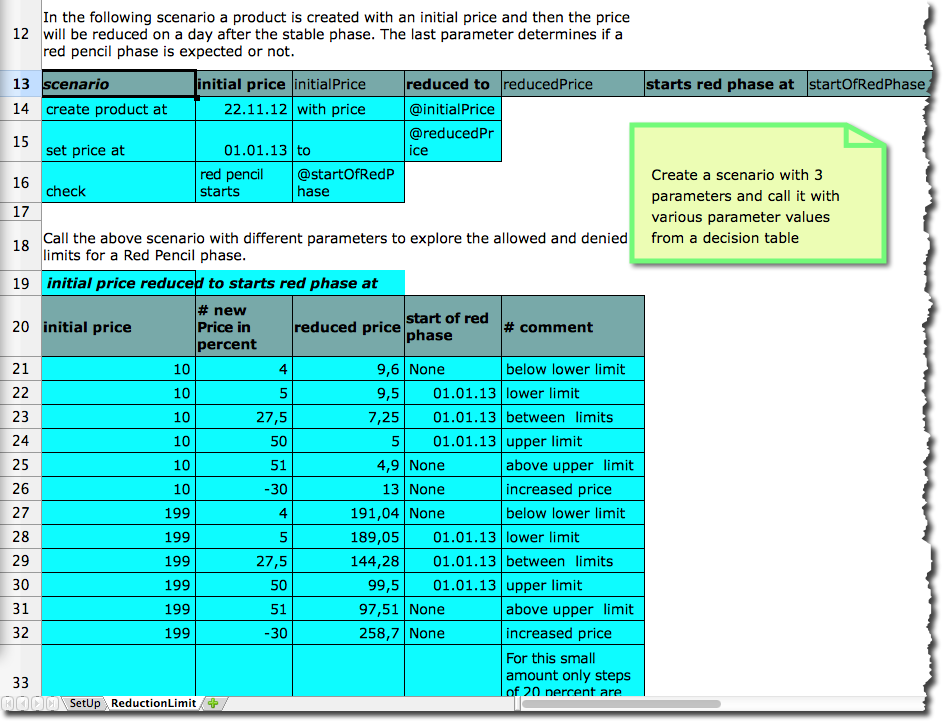 12 In the following scenario a product is created with an initial price and then the price
will be reduced on a day after the stable phase. The last parameter determines if a
red pencil phase is expected or not.
13 scenario initial price initialPrice reduced to reducedPrice starts red phase at startOfRedPhase
14 create product at 22.11.12 with price @initialPrice
15 set price at 01.01.13 to @reducedPr
ice
16 check red pencil
starts @startOfRedP
hase
17
Create a scenario with 3
parameters and call it with
various parameter values
from a decision table
18 Call the above scenario with different parameters to explore the allowed and denied
limits for a Red Pencil phase.
19 initial price reduced to starts red phase at
20 initial price # new
Price in
percent reduced price start of red
phase # comment
21 10 4 9,6 None below lower limit
22 10 5 9,5 01.01.13 lower limit
23 10 27,5 7,25 01.01.13 between  limits
24 10 50 5 01.01.13 upper limit
25 10 51 4,9 None above upper  limit
26 10 -30 13 None increased price
27 199 4 191,04 None below lower limit
28 199 5 189,05 01.01.13 lower limit
29 199 27,5 144,28 01.01.13 between  limits
30 199 50 99,5 01.01.13 upper limit
31 199 51 97,51 None above upper  limit
32 199 -30 258,7 None increased price
33 For this small
amount only steps
of 20 percent are
SetUp ReductionLimit